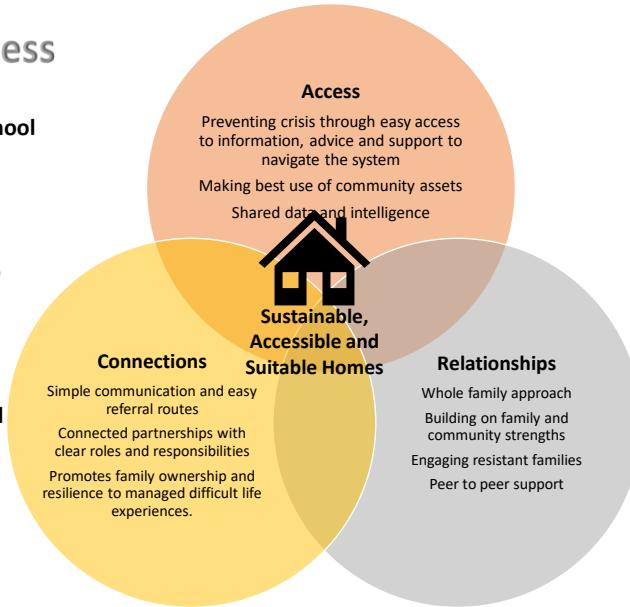 ess
Access
Preventing crisis through easy access
to information, advice and support to
navigate the system
hool
Making best use of community assets
Shared data and intelligence
Sustainable,
Accessible and
Suitable Homes
Connections
Simple communication and easy
referral routes
Connected partnerships with
clear roles and responsibilities
Promotes family ownership and
resilience to managed difficult life
experiences.
Relationships
Whole family approach
Building on family and
community strengths
Engaging resistant families
Peer to peer support